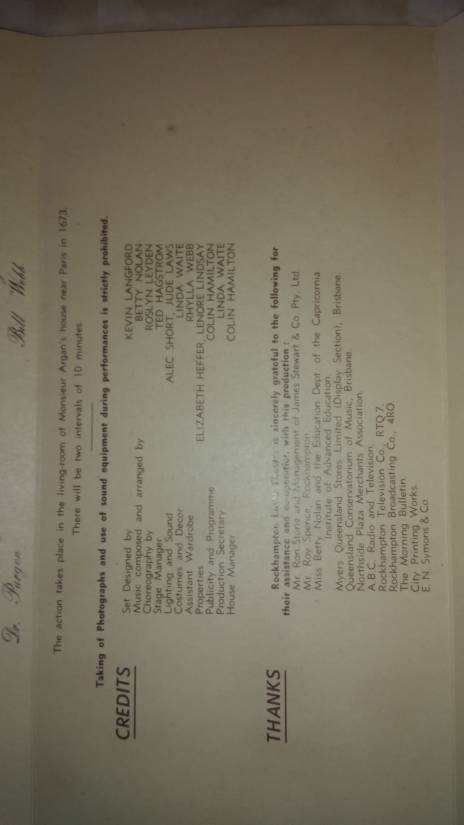 Dr. Purgon Bill Webb
The action takes place in the living-room of Monsieur Argan's house near Paris in 1673.
There will be two intervals of 10 minutes.
Taking of Photographs and use of sound equipment during performances is strictly prohibited.
CREDITS
Set Designed by KEVIN LANGFORD
Music composed and arranged by BETTY NOLAN
Choreography by ROSLYN LEYDEN
Stage Manager TED HAGSTROM
Lighting and Sound ALEC SHORT, JUDE LAWS
Costumes and Decor LINDA WAITE
Assistant Wardrobe RHYLLA WEBB
Properties ELIZABETH HEFFER, LENORE LINDSAY
Publicity and Programme COLIN HAMILTON
Production Secretary LINDA WAITE
House Manager COLIN HAMILTON
THANKS
Rockhampton Little Theatre is sincerely grateful to the following for
their assistance and co-operation with this production :
Mr. Ron Stone and Management of James Stewart & Co. Pty. Ltd.
Mr. Roy Spence, Rockhampton.
Miss Betty Nolan and the Education Dept. of the Capricornia
Institute of Advanced Education.
Myers Queensland Stores Limited (Display Section), Brisbane.
Queensland Conservatorium of Music, Brisbane.
Northside Plaza Merchants Association.
A.B.C. Radio and Television.
Rockhampton Television Co., RTQ 7.
Rockhampton Broadcasting Co., 4RO.
The Morning Bulletin.
City Printing Works.
E. N. Symons & Co.